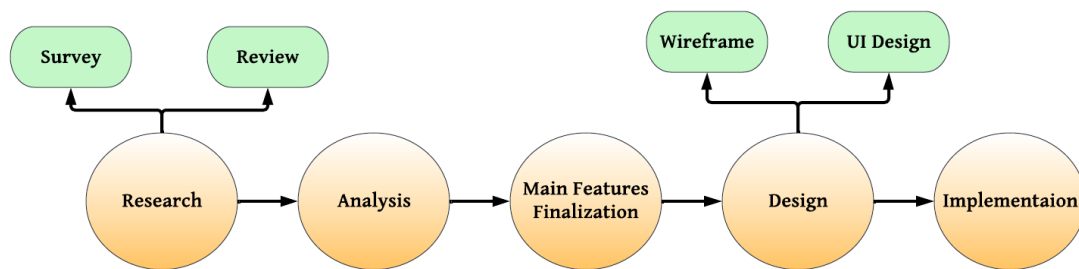 Survey
Review
Wireframe
UI Design
Research
Analysis
Main Features
Finalization
Design
Implementaion